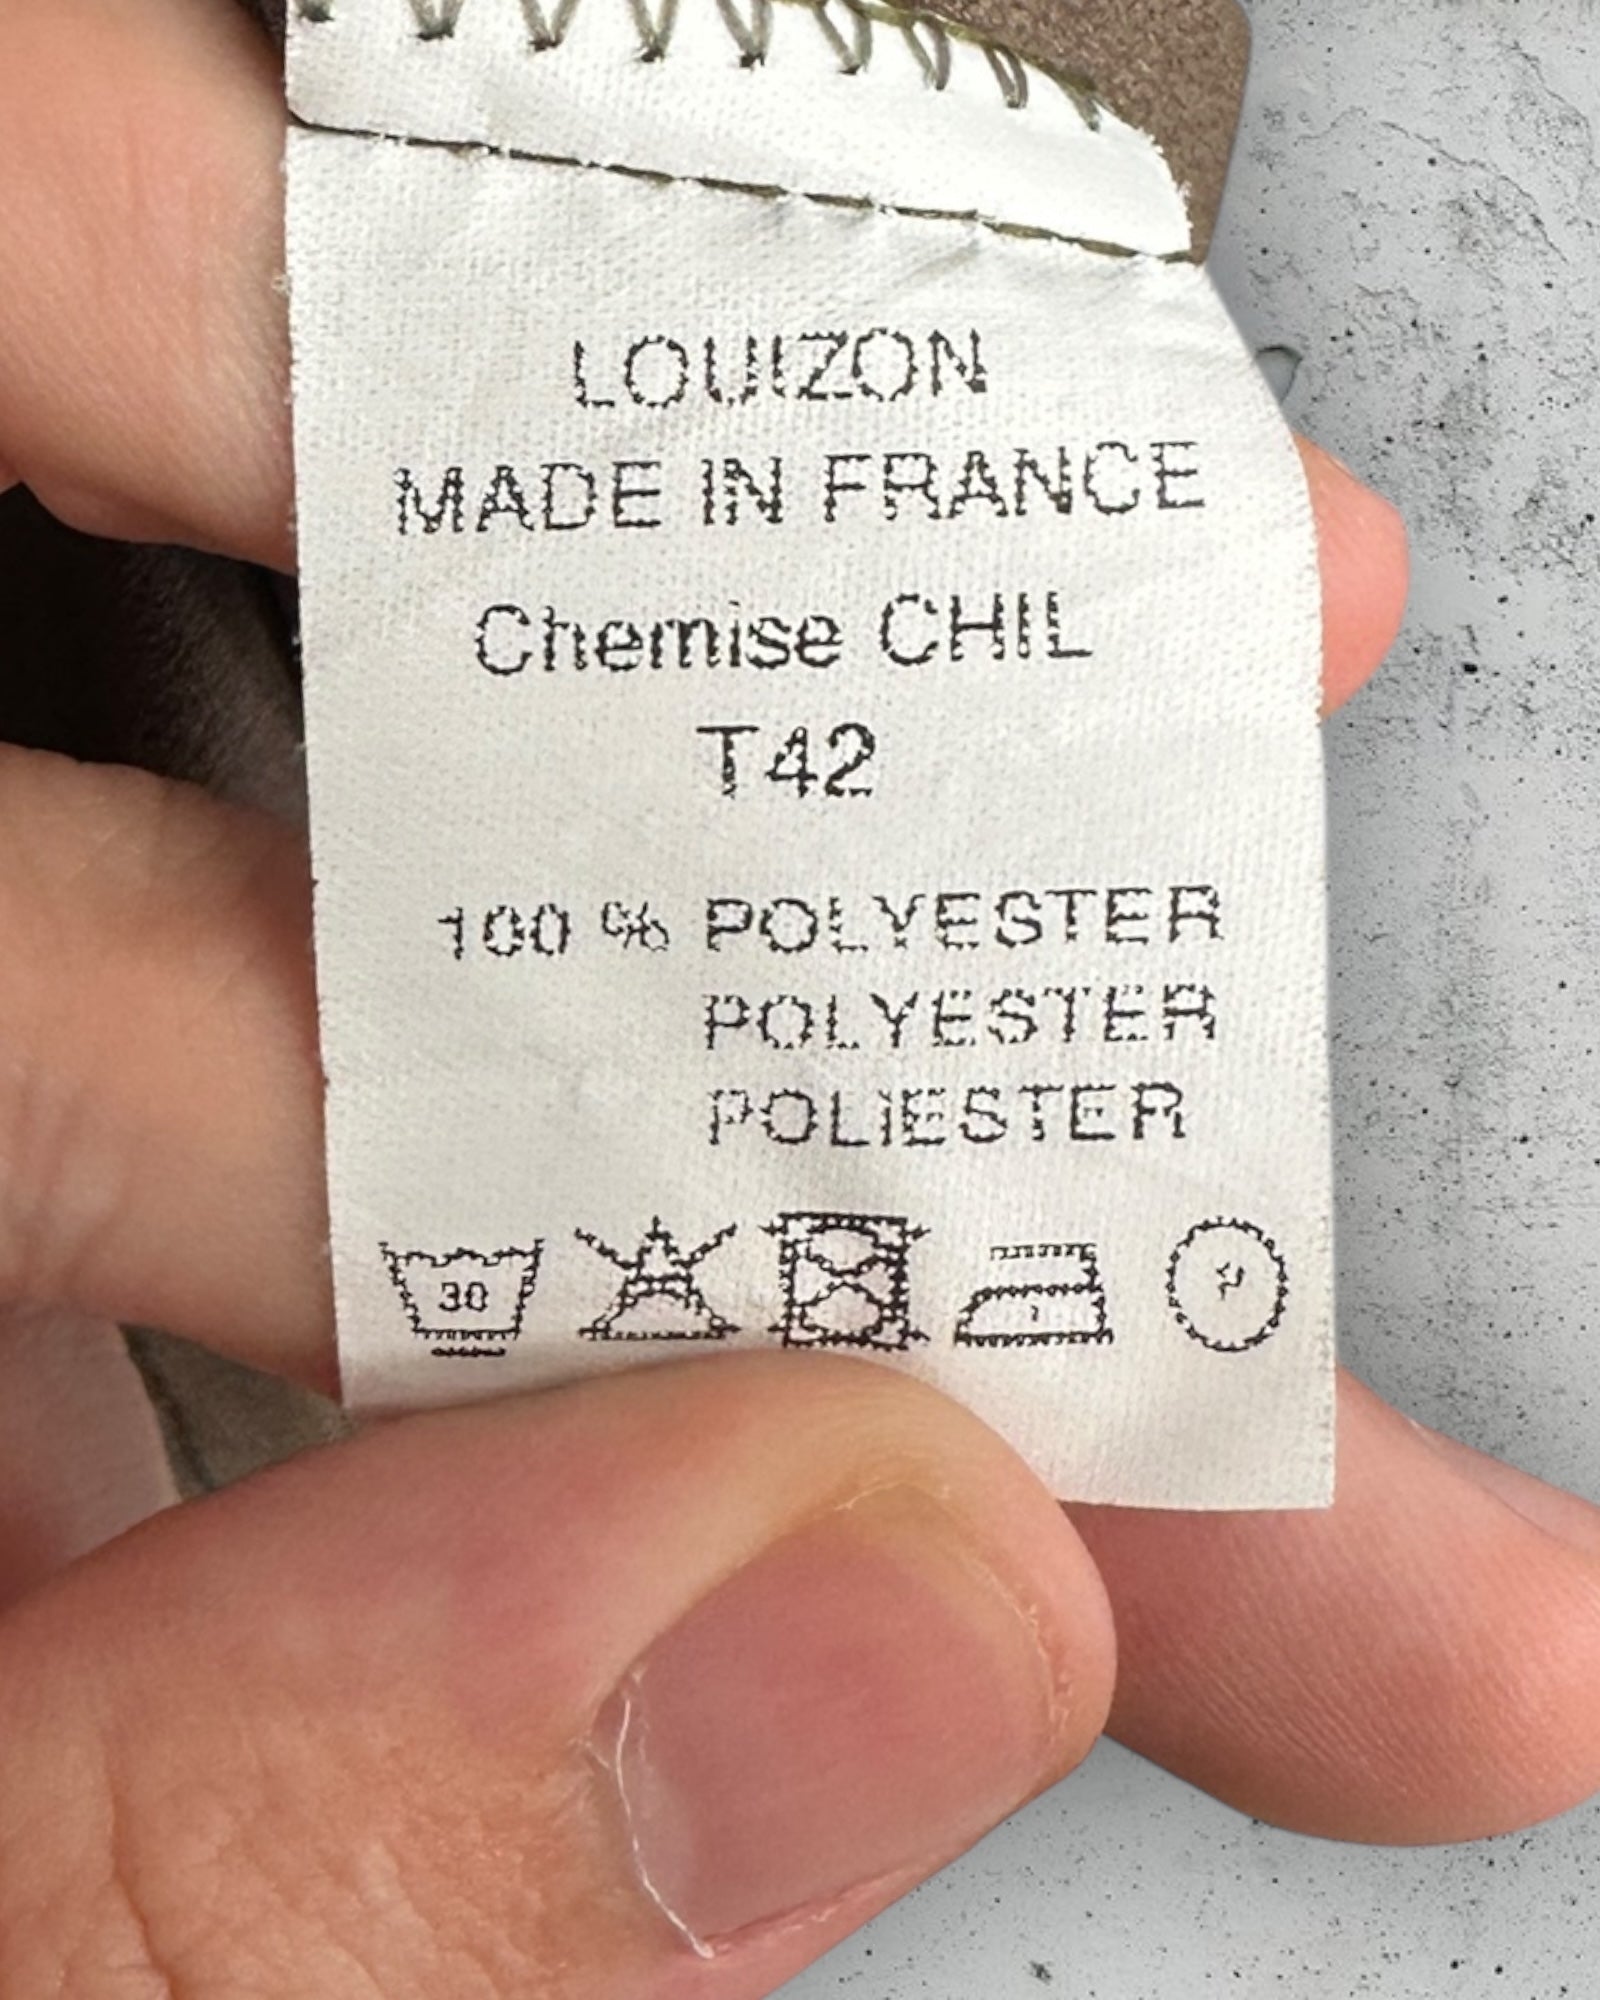 LOUIZON
MADE IN FRANCE
Chemise CHIL
T42
100 % POLYESTER
POLYESTER
POLIESTER
30